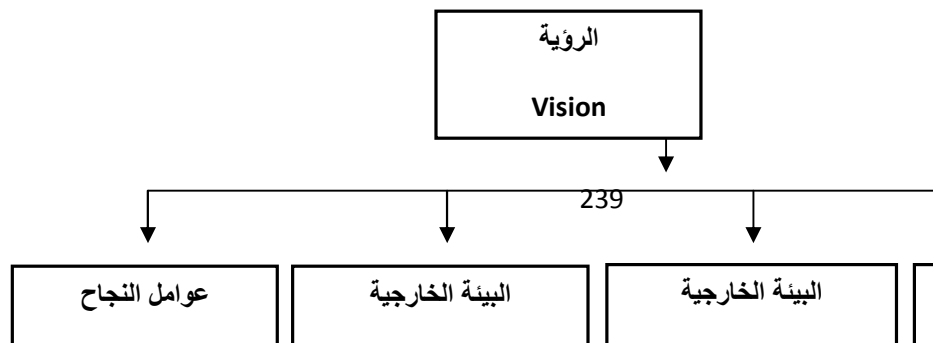 الرؤية
Vision
239
البيئة الخارجية
البيئة الخارجية
عوامل النجاح